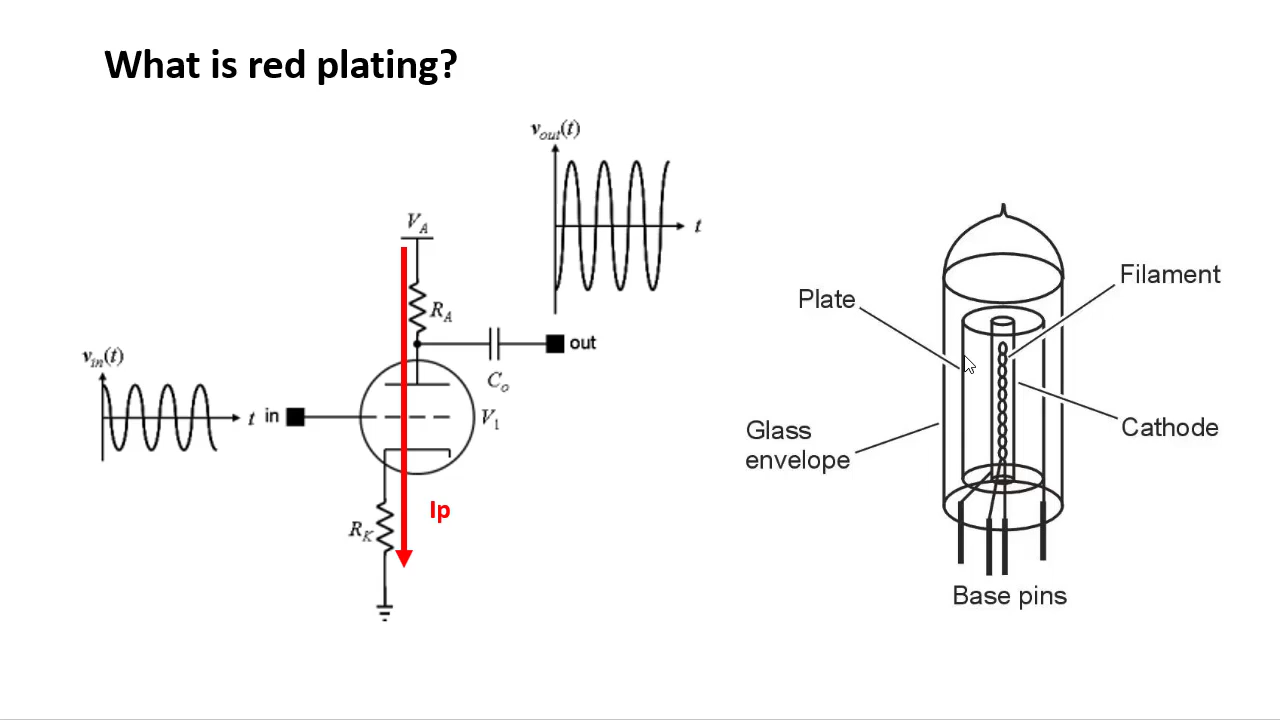 What is red plating?
vout(t)
t
VA
RA
out
Co
vin(t)
t
in
V1
RK
Ip
Filament
Plate
Cathode
Glass
envelope
Base pins